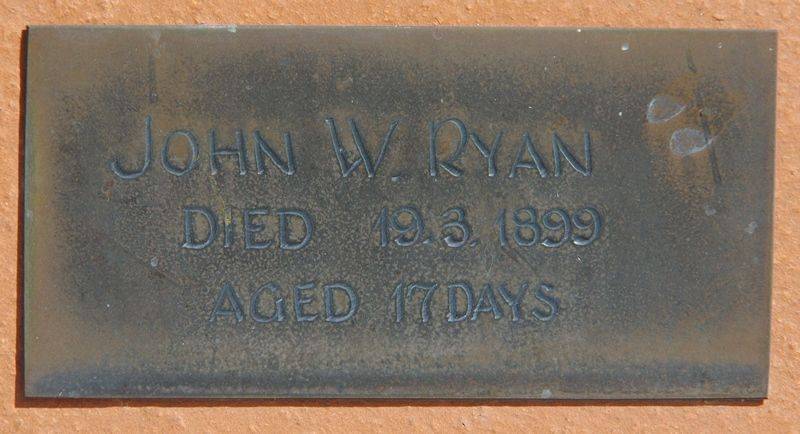 JOHN W. RYAN
DIED 19.3.1899
AGED 17 DAYS